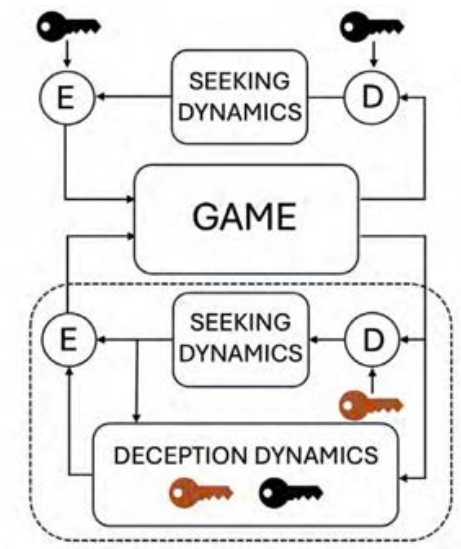 E
SEEKING
DYNAMICS
D
GAME
E
SEEKING
DYNAMICS
D
DECEPTION DYNAMICS